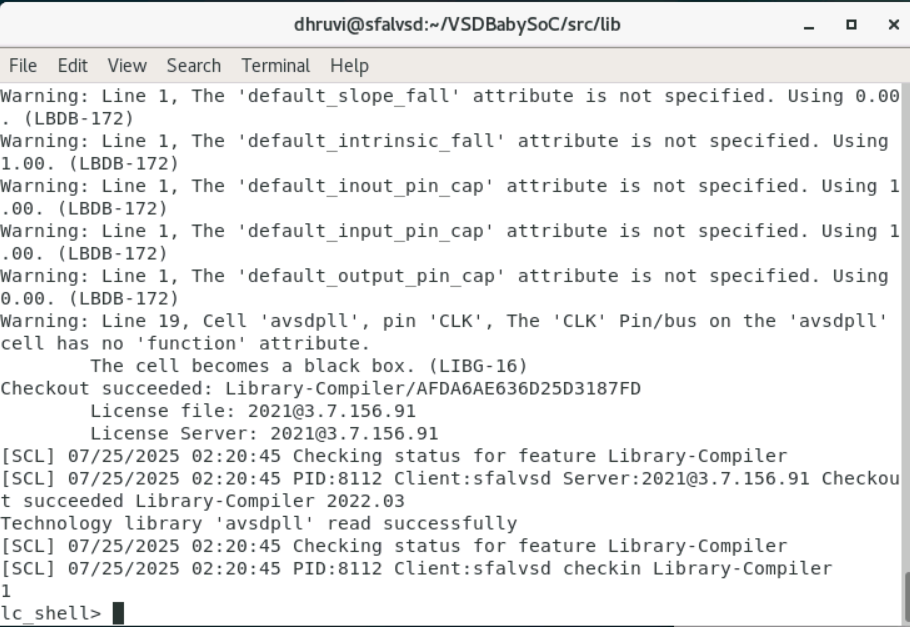 dhruvi@sfalvsd:~/VSDBabySoC/src/lib
File Edit View Search Terminal Help
Warning: Line 1, The 'default_slope_fall' attribute is not specified. Using 0.00
. (LBDB-172)
Warning: Line 1, The 'default_intrinsic_fall' attribute is not specified. Using
1.00. (LBDB-172)
Warning: Line 1, The 'default_inout_pin_cap' attribute is not specified. Using 1
.00. (LBDB-172)
Warning: Line 1, The 'default_input_pin_cap' attribute is not specified. Using 1
.00. (LBDB-172)
Warning: Line 1, The 'default_output_pin_cap' attribute is not specified. Using
0.00. (LBDB-172)
Warning: Line 19, Cell 'avsdpll', pin 'CLK', The 'CLK' Pin/bus on the 'avsdpll'
cell has no 'function' attribute.
        The cell becomes a black box. (LIBG-16)
Checkout succeeded: Library-Compiler/AFDA6AE636D25D3187FD
        License file: 2021@3.7.156.91
        License Server: 2021@3.7.156.91
[SCL] 07/25/2025 02:20:45 Checking status for feature Library-Compiler
[SCL] 07/25/2025 02:20:45 PID:8112 Client:sfalvsd Server:2021@3.7.156.91 Checkou
t succeeded Library-Compiler 2022.03
Technology library 'avsdpll' read successfully
[SCL] 07/25/2025 02:20:45 Checking status for feature Library-Compiler
[SCL] 07/25/2025 02:20:45 PID:8112 Client:sfalvsd checkin Library-Compiler
1
lc_shell>